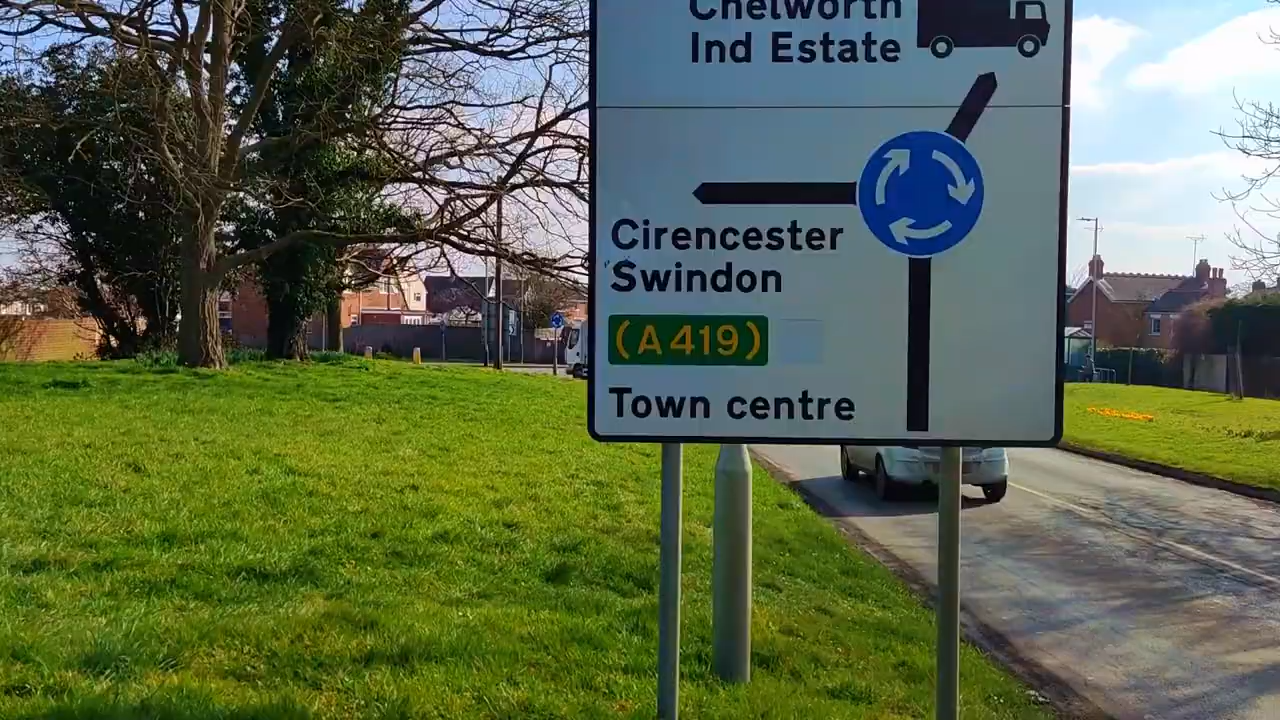 Chelworth
Ind Estate
Cirencester
Swindon
(A419)
Town centre